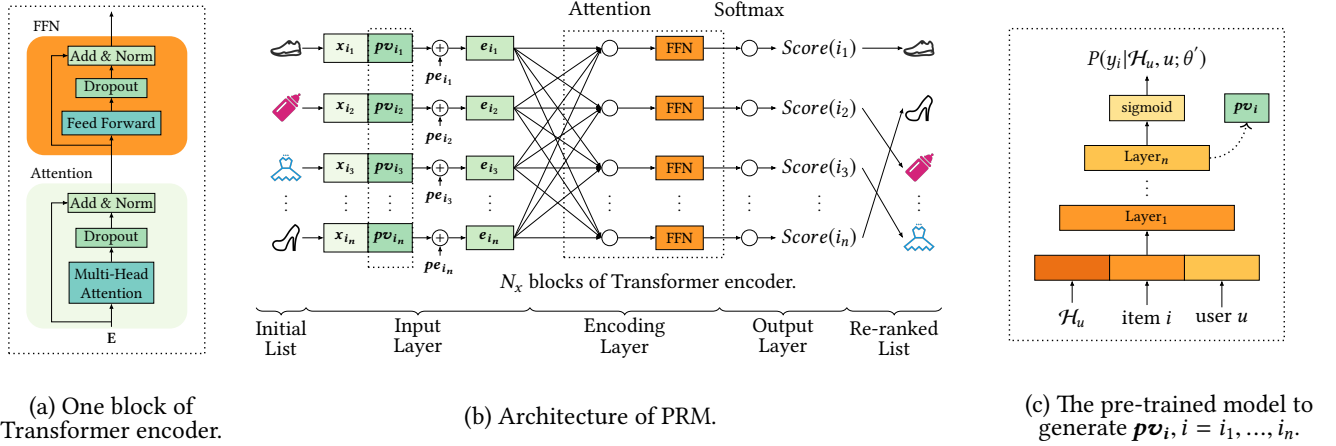 FFN
Add & Norm
Dropout
Feed Forward
Attention
Add & Norm
Dropout
Multi-Head
Attention
E
(a) One block of
Transformer encoder.
Attention
Softmax
x_{i_1} pv_{i_1} + e_{i_1} FFN Score(i_1)
pe_{i_1}
x_{i_2} pv_{i_2} + e_{i_2} FFN Score(i_2)
pe_{i_2}
x_{i_3} pv_{i_3} + e_{i_3} FFN Score(i_3)
pe_{i_3}
x_{i_n} pv_{i_n} + e_{i_n} FFN Score(i_n)
pe_{i_n}
N_x blocks of Transformer encoder.
Initial
List
Input
Layer
Encoding
Layer
Output
Layer
Re-ranked
List
(b) Architecture of PRM.
P(y_i|ℋ_u, u; θ′)
sigmoid
pv_i
Layer_n
Layer_1
ℋ_u
item i
user u
(c) The pre-trained model to
generate pv_i, i = i_1, ..., i_n.